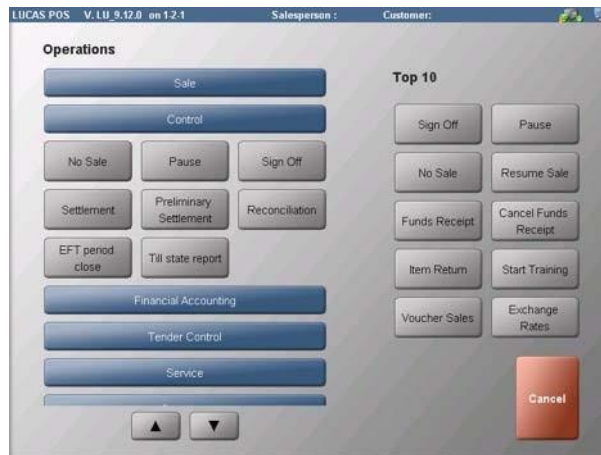 LUCAS POS V. LU_9.12.0 on 1-2-1 Salesperson : Customer:
Operations
Sale
Control
No Sale Pause Sign Off
Settlement Preliminary Settlement Reconciliation
EFT period close Till state report
Financial Accounting
Tender Control
Service
Top 10
Sign Off Pause
No Sale Resume Sale
Funds Receipt Cancel Funds Receipt
Item Return Start Training
Voucher Sales Exchange Rates
Cancel